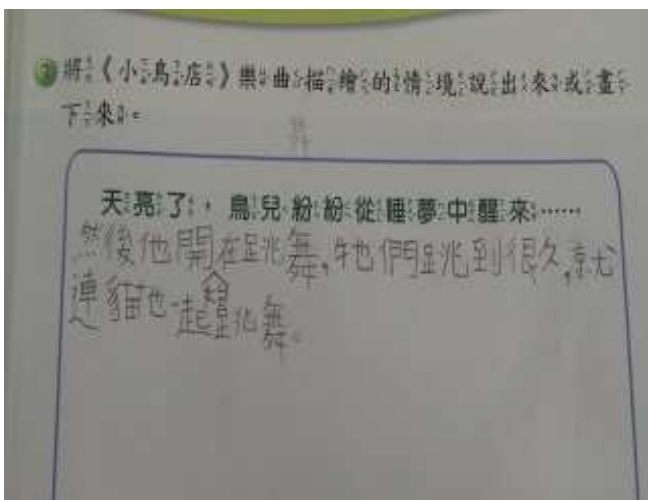 2 將《小鳥店》樂曲描繪的情境說出來或畫
下來。
天亮了，鳥兒紛紛從睡夢中醒來……
然後他開在跳舞,牠們跳到很久,就
連貓也一起跳舞。